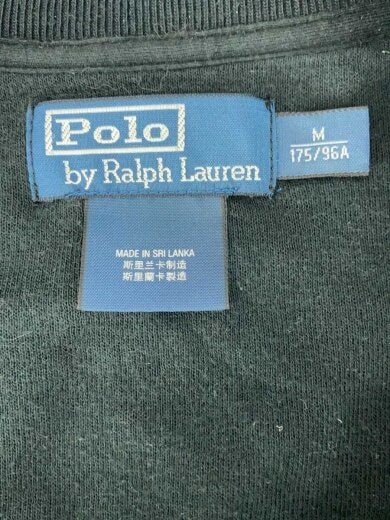 Polo
by Ralph Lauren
M
175/96A
MADE IN SRI LANKA
斯里兰卡制造
斯里蘭卡製造